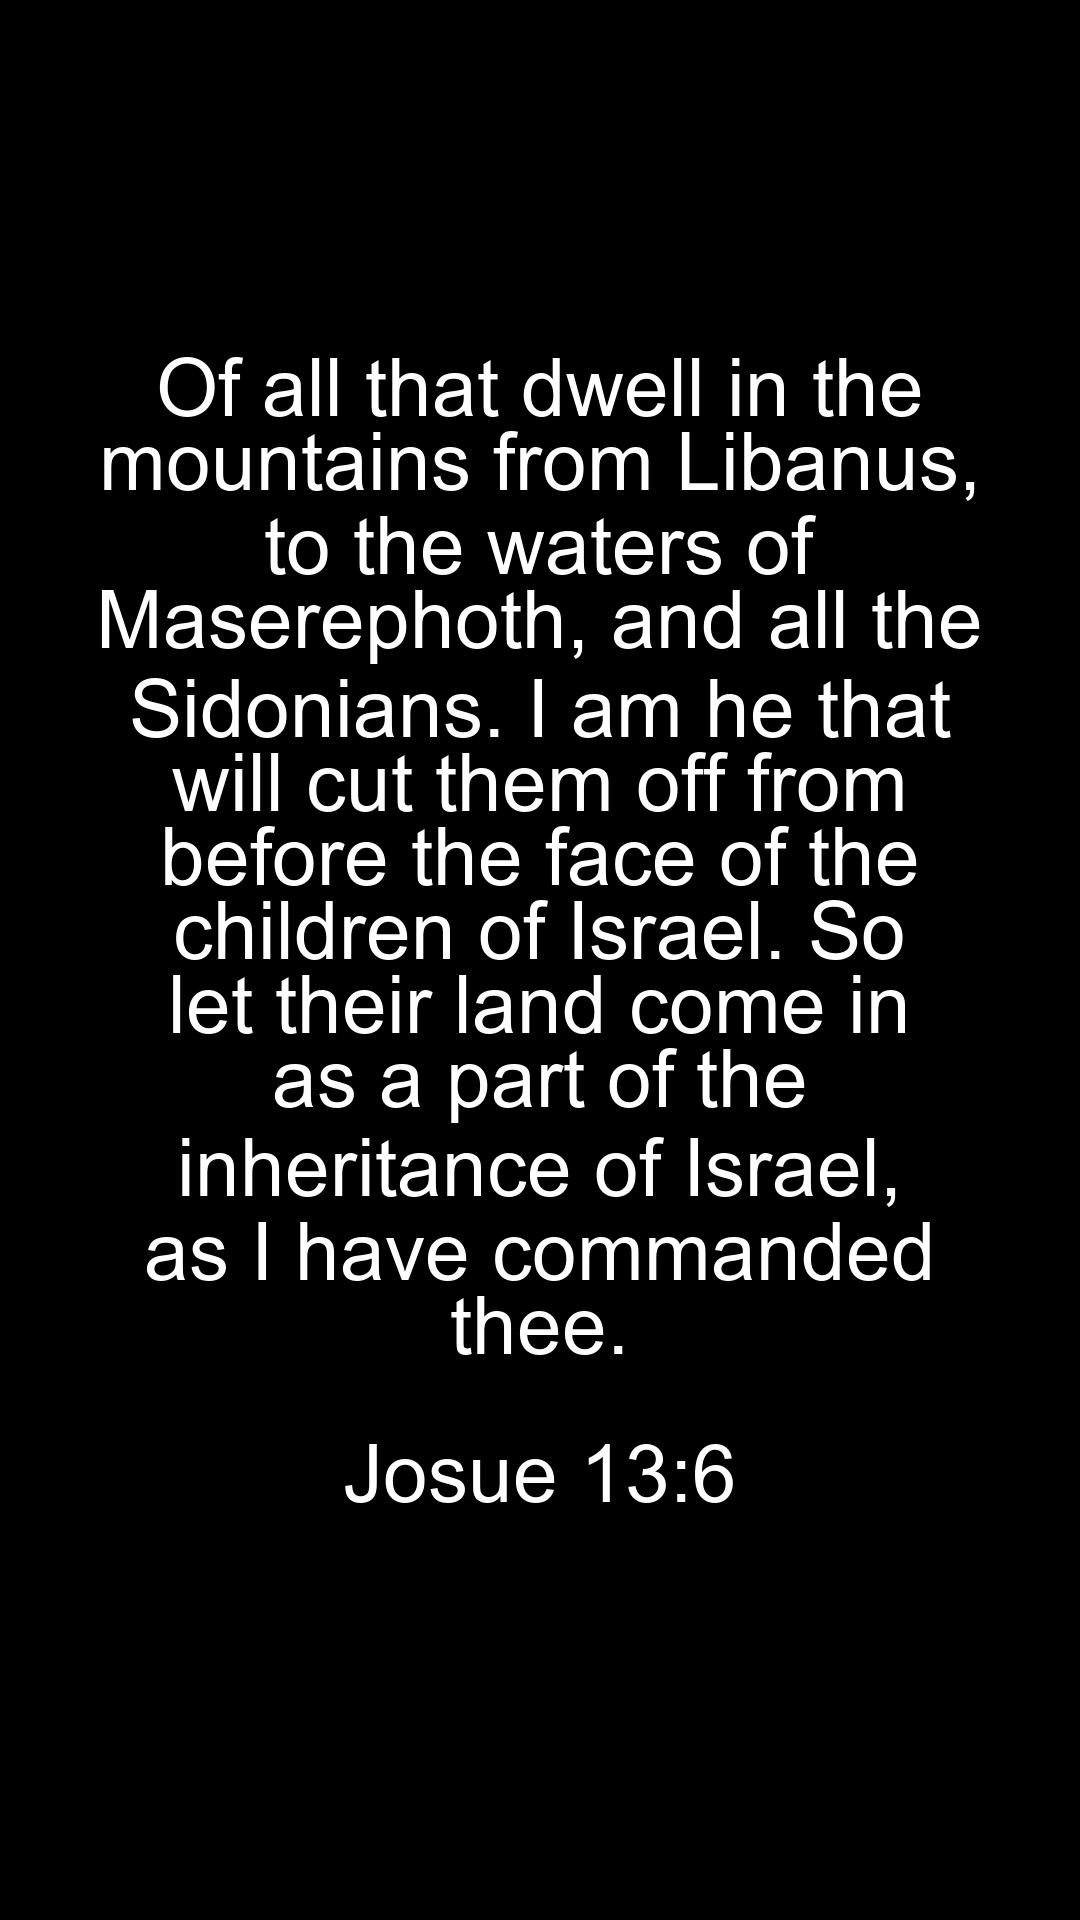 Of all that dwell in the
mountains from Libanus,
to the waters of
Maserephoth, and all the
Sidonians. I am he that
will cut them off from
before the face of the
children of Israel. So
let their land come in
as a part of the
inheritance of Israel,
as I have commanded
thee.
Josue 13:6